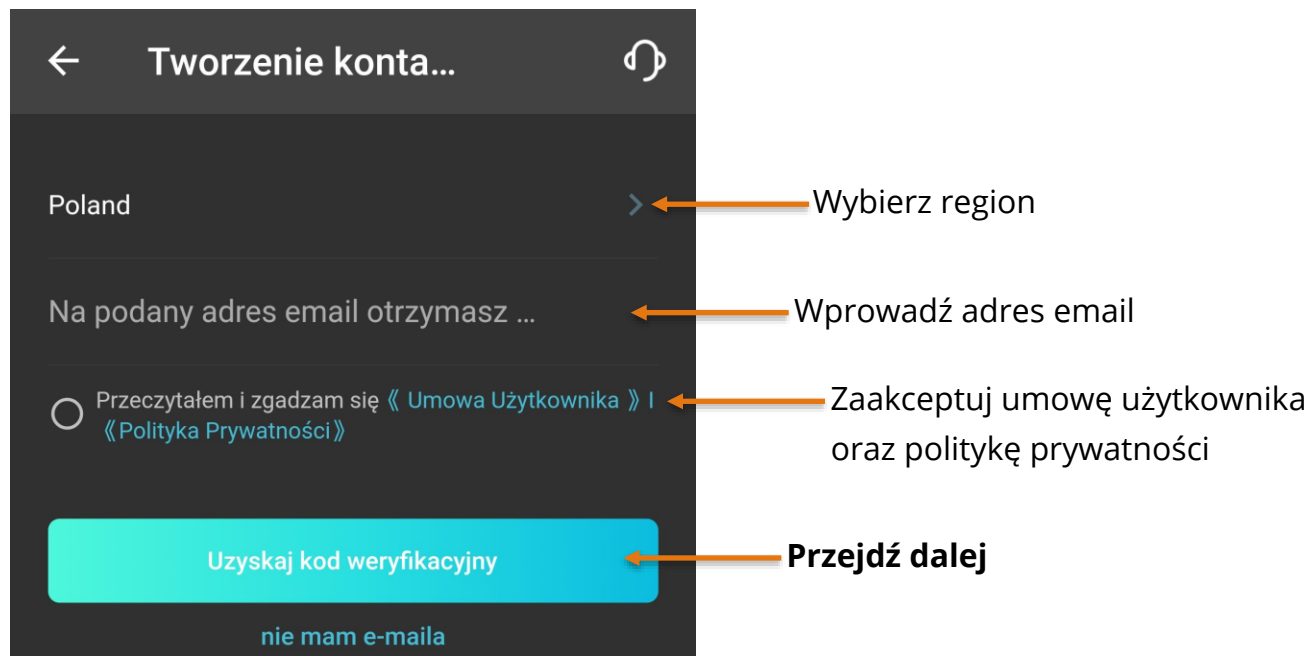 Tworzenie konta...
Poland
Wybierz region
Na podany adres email otrzymasz ...
Wprowadź adres email
Przeczytałem i zgadzam się 《 Umowa Użytkownika 》 I
《Polityka Prywatności》
Zaakceptuj umowę użytkownika
oraz politykę prywatności
Uzyskaj kod weryfikacyjny
Przejdź dalej
nie mam e-maila